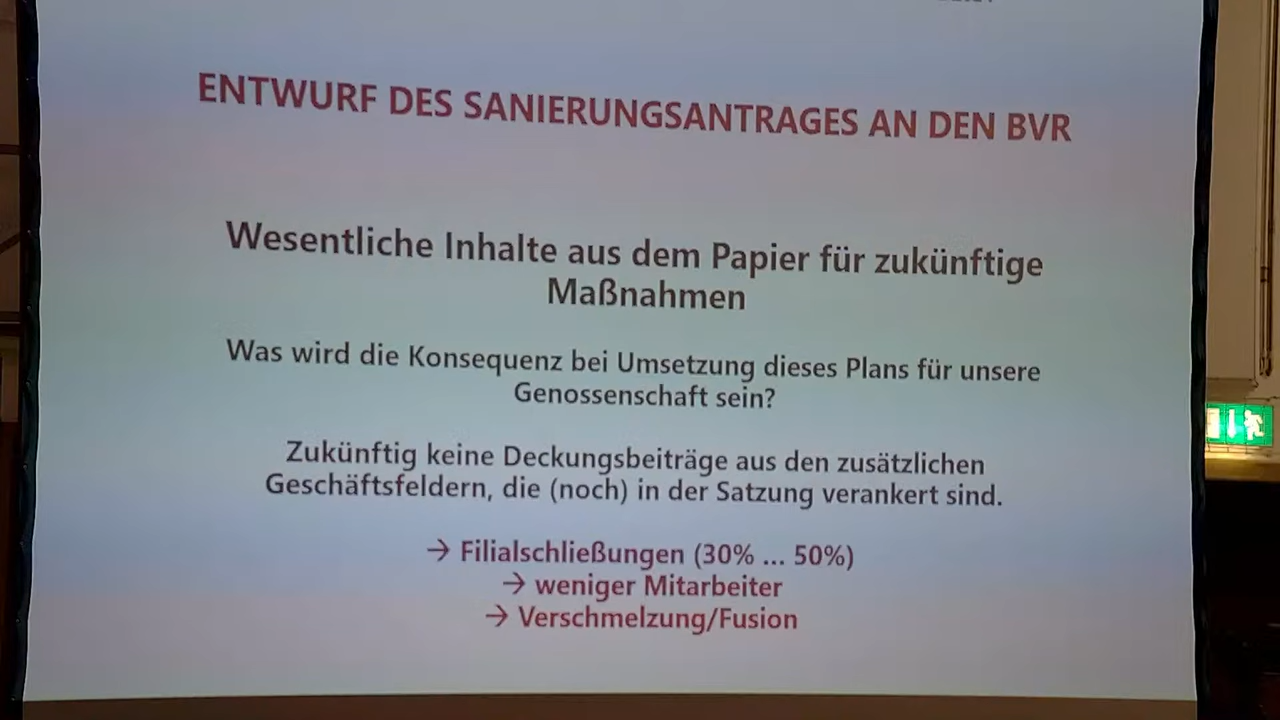 ENTWURF DES SANIERUNGSANTRAGES AN DEN BVR
Wesentliche Inhalte aus dem Papier für zukünftige
Maßnahmen
Was wird die Konsequenz bei Umsetzung dieses Plans für unsere
Genossenschaft sein?
Zukünftig keine Deckungsbeiträge aus den zusätzlichen
Geschäftsfeldern, die (noch) in der Satzung verankert sind.
→ Filialschließungen (30% ... 50%)
→ weniger Mitarbeiter
→ Verschmelzung/Fusion